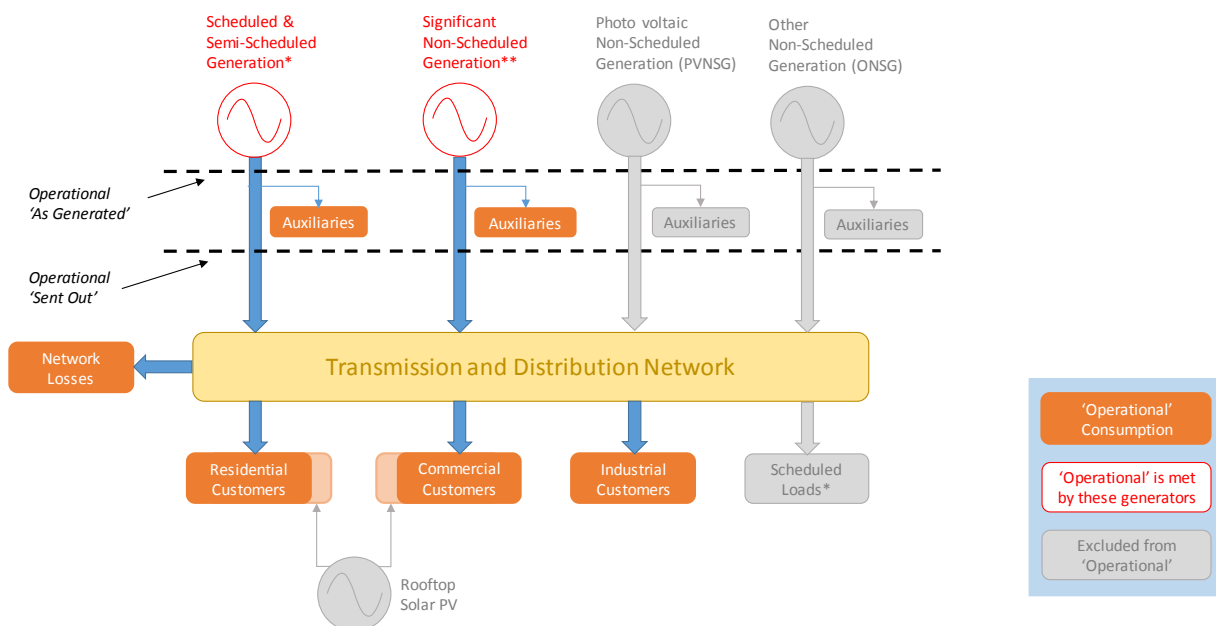 Scheduled &
Semi-Scheduled
Generation*
Significant
Non-Scheduled
Generation**
Photo voltaic
Non-Scheduled
Generation (PVNSG)
Other
Non-Scheduled
Generation (ONSG)
Operational
‘As Generated’
Auxiliaries
Auxiliaries
Auxiliaries
Auxiliaries
Operational
‘Sent Out’
Network
Losses
Transmission and Distribution Network
Residential
Customers
Commercial
Customers
Industrial
Customers
Scheduled
Loads*
Rooftop
Solar PV
‘Operational’
Consumption
‘Operational’ is met
by these generators
Excluded from
‘Operational’